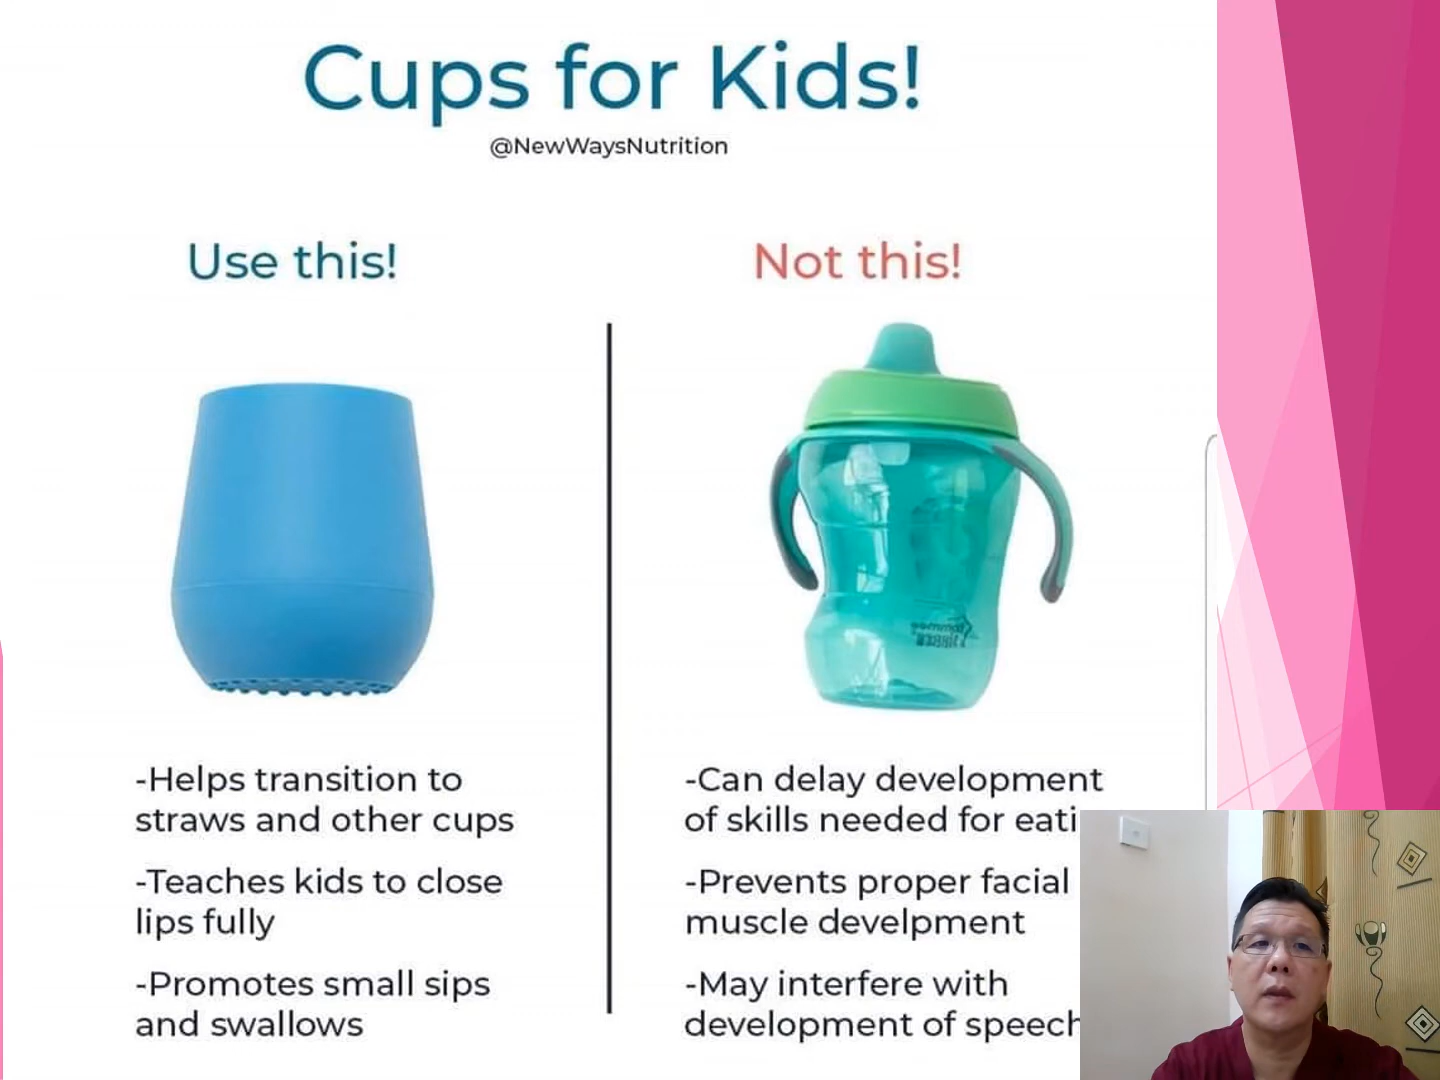 Cups for Kids!
@NewWaysNutrition
Use this!
Not this!
-Helps transition to
straws and other cups
-Teaches kids to close
lips fully
-Promotes small sips
and swallows
-Can delay development
of skills needed for
-Prevents proper facial
muscle develpment
-May interfere with
development of speech